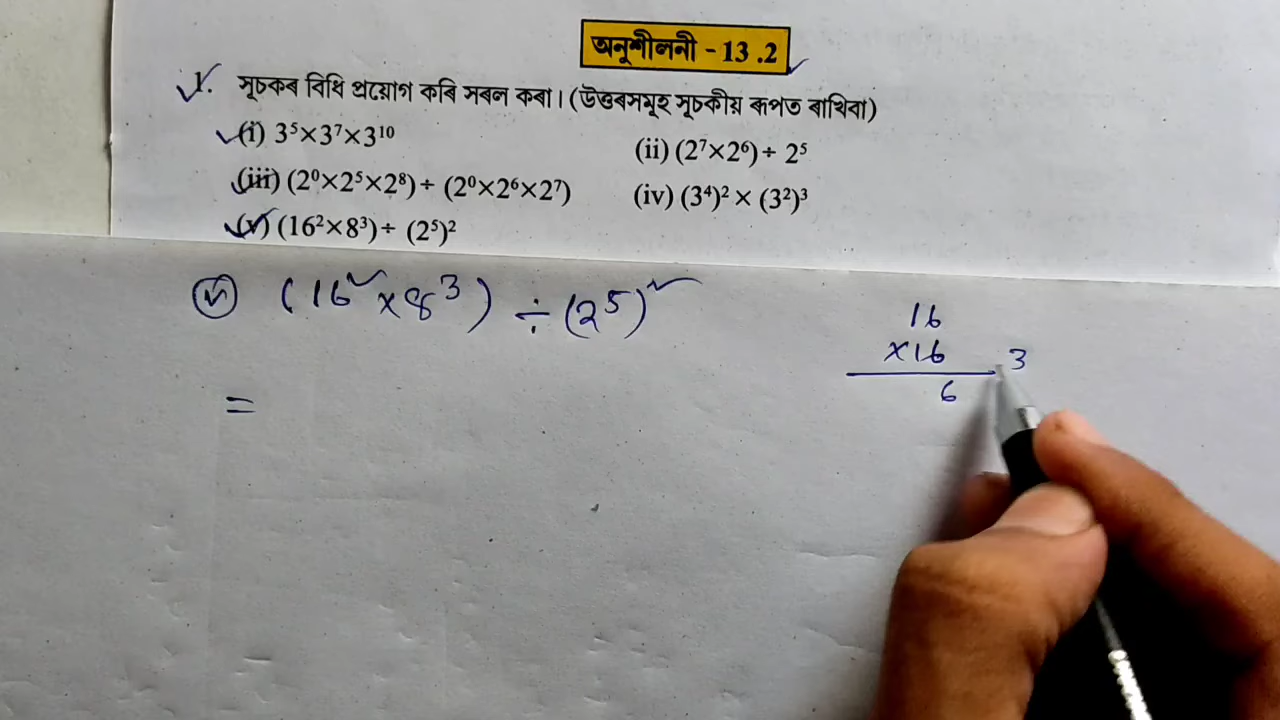 অনুশীলনী - 13.2
1. সূচকৰ বিধি প্ৰয়োগ কৰি সৰল কৰা। (উত্তৰসমূহ সূচকীয় ৰূপত ৰাখিবা)
(i) 3⁵×3⁷×3¹⁰ (ii) (2⁷×2⁶) ÷ 2⁵
(iii) (2⁰×2⁵×2⁸) ÷ (2⁰×2⁶×2⁷) (iv) (3⁴)² × (3²)³
(v) (16²×8³) ÷ (2⁵)²
(v) (16² × 8³) ÷ (2⁵)²
=
16
×16 3
6